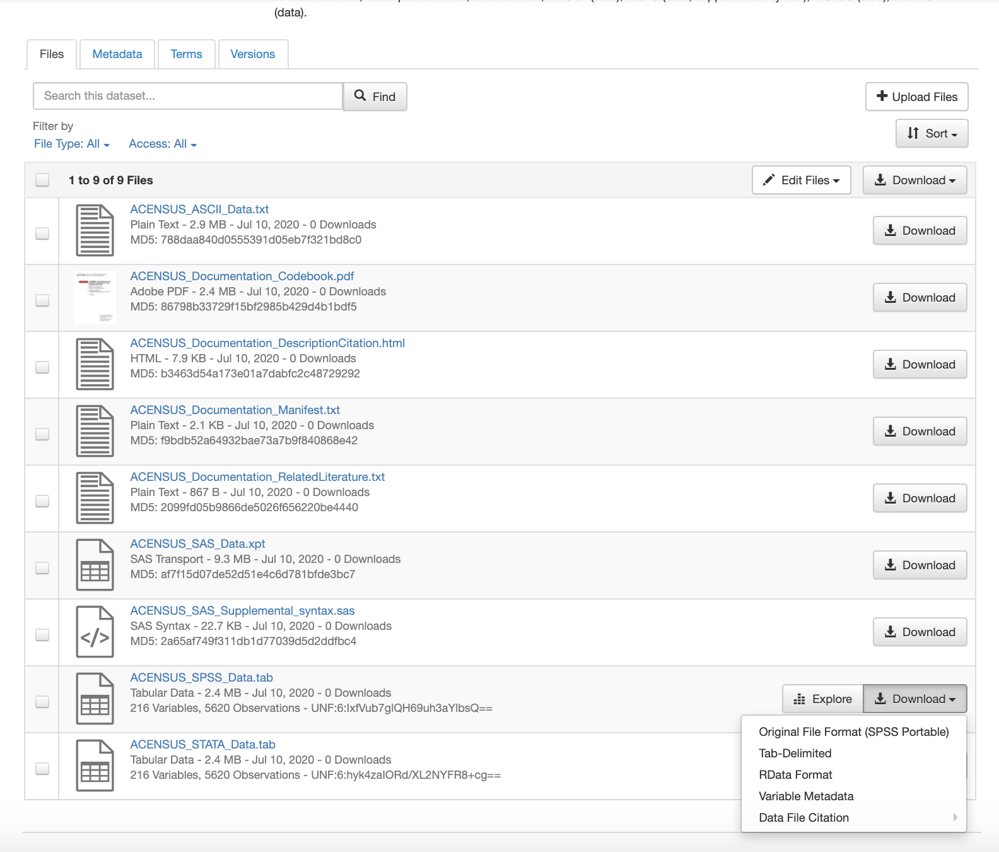 (data).
Files
Metadata
Terms
Versions
Search this dataset...
Find
Upload Files
Filter by
File Type: All
Access: All
Sort
1 to 9 of 9 Files
Edit Files
Download
ACENSUS_ASCII_Data.txt
Plain Text - 2.9 MB - Jul 10, 2020 - 0 Downloads
MD5: 788daa840d0555391d05eb7f321bd8c0
Download
ACENSUS_Documentation_Codebook.pdf
Adobe PDF - 2.4 MB - Jul 10, 2020 - 0 Downloads
MD5: 86798b33729f15bf2985b429d4b1bdf5
Download
ACENSUS_Documentation_DescriptionCitation.html
HTML - 7.9 KB - Jul 10, 2020 - 0 Downloads
MD5: b3463d54a173e01a7dabfc2c48729292
Download
ACENSUS_Documentation_Manifest.txt
Plain Text - 2.1 KB - Jul 10, 2020 - 0 Downloads
MD5: f9bdb52a64932bae73a7b9f840868e42
Download
ACENSUS_Documentation_RelatedLiterature.txt
Plain Text - 867 B - Jul 10, 2020 - 0 Downloads
MD5: 2099fd05b9866de5026f656220be4440
Download
ACENSUS_SAS_Data.xpt
SAS Transport - 9.3 MB - Jul 10, 2020 - 0 Downloads
MD5: af7f15d07de52d51e4c6d781bfde3bc7
Download
ACENSUS_SAS_Supplemental_syntax.sas
SAS Syntax - 22.7 KB - Jul 10, 2020 - 0 Downloads
MD5: 2a65af749f311db1d77039d5d2ddfbc4
Download
ACENSUS_SPSS_Data.tab
Tabular Data - 2.4 MB - Jul 10, 2020 - 0 Downloads
216 Variables, 5620 Observations - UNF:6:IxfVub7glQH69uh3aYlbsQ==
Explore
Download
ACENSUS_STATA_Data.tab
Tabular Data - 2.4 MB - Jul 10, 2020 - 0 Downloads
216 Variables, 5620 Observations - UNF:6:hyk4zaIORd/XL2NYFR8+cg==
Original File Format (SPSS Portable)
Tab-Delimited
RData Format
Variable Metadata
Data File Citation